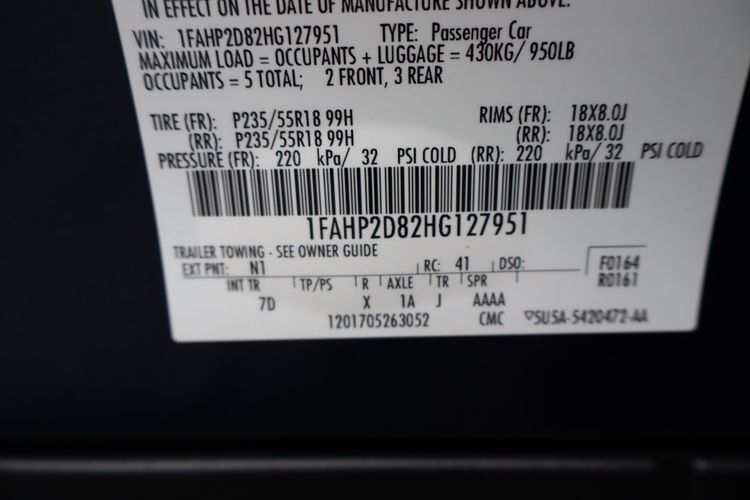 IN EFFECT ON THE DATE OF MANUFACTURE SHOWN ABOVE.
VIN: 1FAHP2D82HG127951 TYPE: Passenger Car
MAXIMUM LOAD = OCCUPANTS + LUGGAGE = 430KG/ 950LB
OCCUPANTS = 5 TOTAL; 2 FRONT, 3 REAR
TIRE (FR): P235/55R18 99H RIMS (FR): 18X8.0J
(RR): P235/55R18 99H (RR): 18X8.0J
PRESSURE (FR): 220 kPa/ 32 PSI COLD (RR): 220 kPa/ 32 PSI COLD
1FAHP2D82HG127951
TRAILER TOWING - SEE OWNER GUIDE
EXT PNT: N1 RC: 41 DSO: F0164
R0161
INT TR TP/PS R AXLE TR SPR
7D X 1A J AAAA
1201705263052 CMC ▽SU5A-5420472-AA